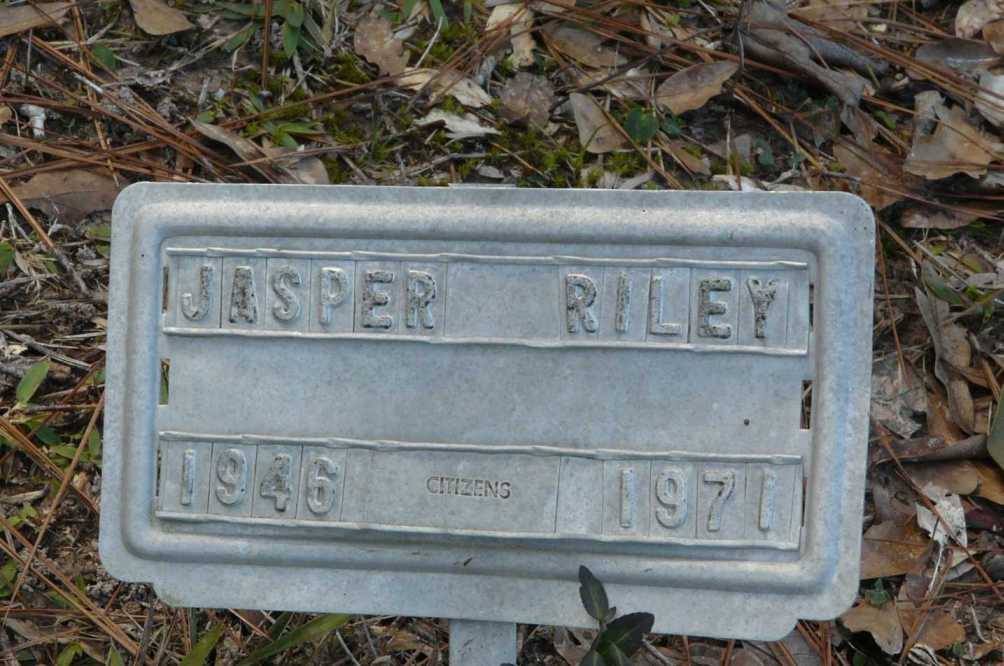 JASPER RILEY
1946 CITIZENS 1971